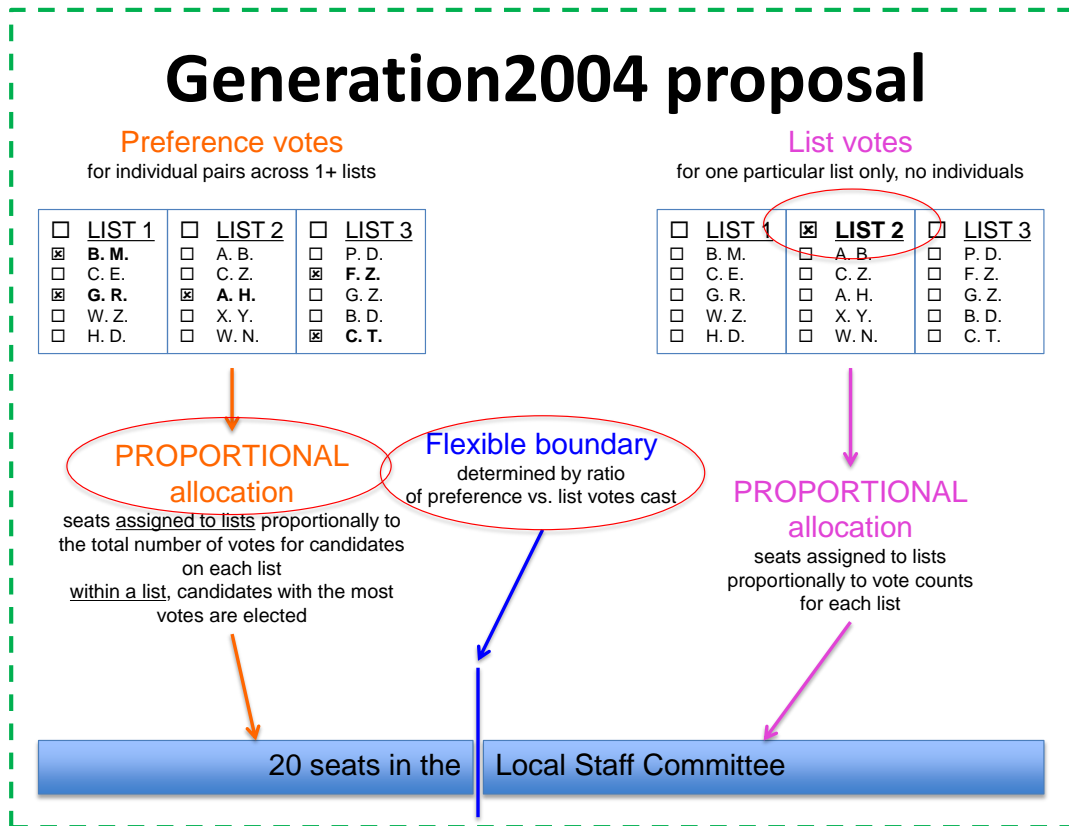 Generation2004 proposal
Preference votes
for individual pairs across 1+ lists
☐ LIST 1
☒ B. M.
☐ C. E.
☒ G. R.
☐ W. Z.
☐ H. D.
☐ LIST 2
☐ A. B.
☐ C. Z.
☒ A. H.
☐ X. Y.
☐ W. N.
☐ LIST 3
☐ P. D.
☒ F. Z.
☐ G. Z.
☐ B. D.
☒ C. T.
List votes
for one particular list only, no individuals
☐ LIST 1
☐ B. M.
☐ C. E.
☐ G. R.
☐ W. Z.
☐ H. D.
☒ LIST 2
☐ A. B.
☐ C. Z.
☐ A. H.
☐ X. Y.
☐ W. N.
☐ LIST 3
☐ P. D.
☐ F. Z.
☐ G. Z.
☐ B. D.
☐ C. T.
PROPORTIONAL
allocation
seats assigned to lists proportionally to
the total number of votes for candidates
on each list
within a list, candidates with the most
votes are elected
Flexible boundary
determined by ratio
of preference vs. list votes cast
PROPORTIONAL
allocation
seats assigned to lists
proportionally to vote counts
for each list
20 seats in the Local Staff Committee